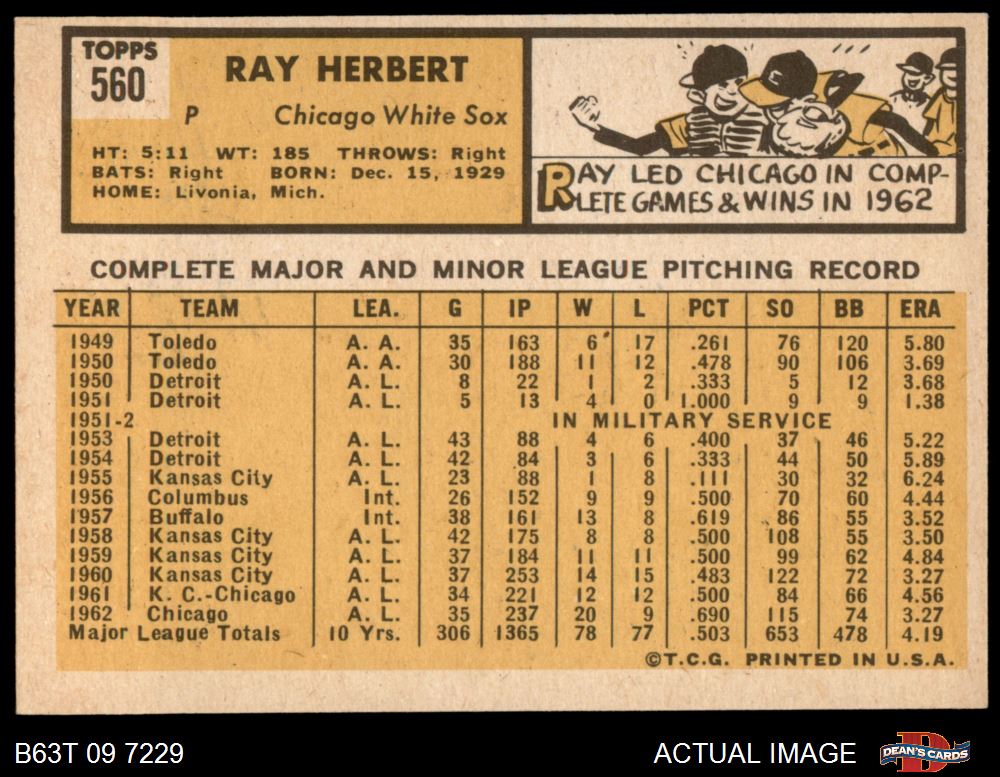 TOPPS
560
RAY HERBERT
P Chicago White Sox
HT: 5:11 WT: 185 THROWS: Right
BATS: Right BORN: Dec. 15, 1929
HOME: Livonia, Mich.
RAY LED CHICAGO IN COMP-
LETE GAMES & WINS IN 1962
COMPLETE MAJOR AND MINOR LEAGUE PITCHING RECORD
YEAR TEAM LEA. G IP W L PCT SO BB ERA
1949 Toledo A. A. 35 163 6 17 .261 76 120 5.80
1950 Toledo A. A. 30 188 11 12 .478 90 106 3.69
1950 Detroit A. L. 8 22 1 2 .333 5 12 3.68
1951 Detroit A. L. 5 13 4 0 1.000 9 9 1.38
1951-2 IN MILITARY SERVICE
1953 Detroit A. L. 43 88 4 6 .400 37 46 5.22
1954 Detroit A. L. 42 84 3 6 .333 44 50 5.89
1955 Kansas City A. L. 23 88 1 8 .111 30 32 6.24
1956 Columbus Int. 26 152 9 9 .500 70 60 4.44
1957 Buffalo Int. 38 161 13 8 .619 86 55 3.52
1958 Kansas City A. L. 42 175 8 8 .500 108 55 3.50
1959 Kansas City A. L. 37 184 11 11 .500 99 62 4.84
1960 Kansas City A. L. 37 253 14 15 .483 122 72 3.27
1961 K. C.-Chicago A. L. 34 221 12 12 .500 84 66 4.56
1962 Chicago A. L. 35 237 20 9 .690 115 74 3.27
Major League Totals 10 Yrs. 306 1365 78 77 .503 653 478 4.19
©T.C.G. PRINTED IN U.S.A.
B63T 09 7229
ACTUAL IMAGE
D
DEAN'S CARDS